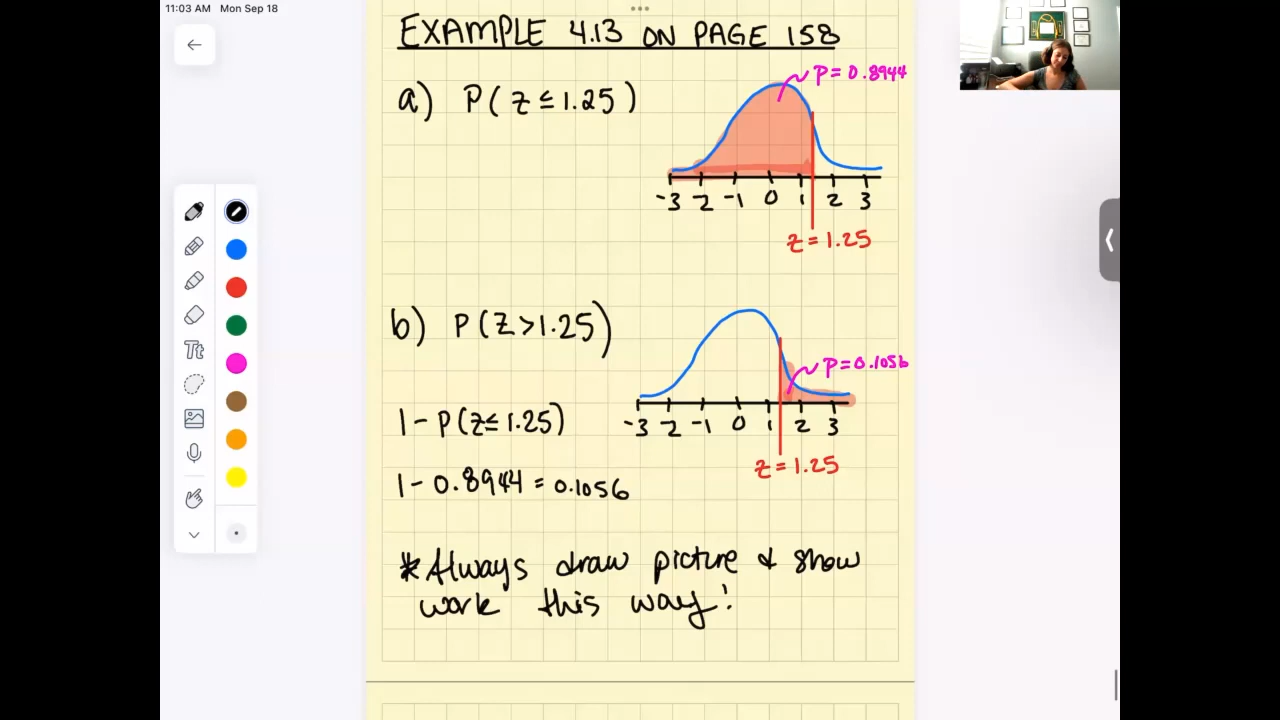 11:03 AM Mon Sep 18
EXAMPLE 4.13 ON PAGE 158
a) P(z ≤ 1.25)
P=0.8944
-3 -2 -1 0 1 2 3
z=1.25
b) P(z>1.25)
P=0.1056
1-P(z≤1.25)
-3 -2 -1 0 1 2 3
z=1.25
1-0.8944=0.1056
*Always draw picture & show
work this way!
Tt